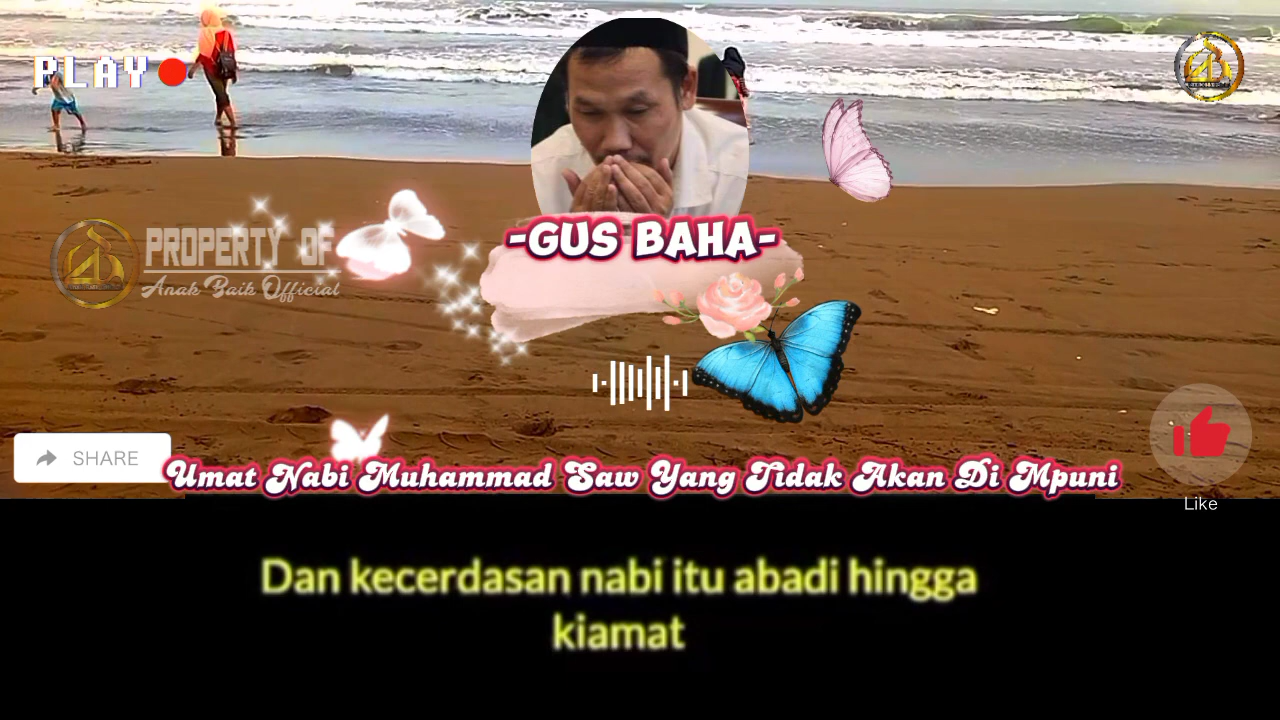 PLAY
PROPERTY OF
Anak Baik Official
-GUS BAHA-
SHARE
Umat Nabi Muhammad Saw Yang Tidak Akan Di Mpuni
Like
Dan kecerdasan nabi itu abadi hingga
kiamat